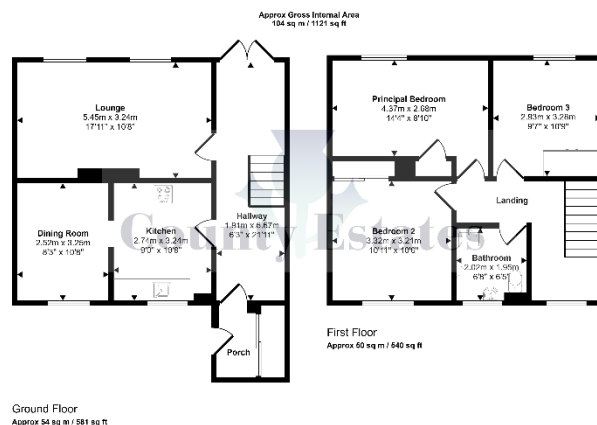 Approx Gross Internal Area
104 sq m / 1121 sq ft
Lounge
5.45m x 3.24m
17'11" x 10'8"
Principal Bedroom
4.37m x 2.68m
14'4" x 8'10"
Bedroom 3
2.93m x 3.28m
9'7" x 10'9"
Landing
Dining Room
2.52m x 3.26m
8'3" x 10'8"
Kitchen
2.74m x 3.24m
9'0" x 10'8"
Hallway
1.91m x 6.67m
6'3" x 21'11"
Bedroom 2
3.32m x 3.21m
10'11" x 10'6"
Bathroom
2.02m x 1.95m
6'8" x 6'5"
County Estates
Porch
First Floor
Approx 50 sq m / 540 sq ft
Ground Floor
Approx 54 sq m / 581 sq ft